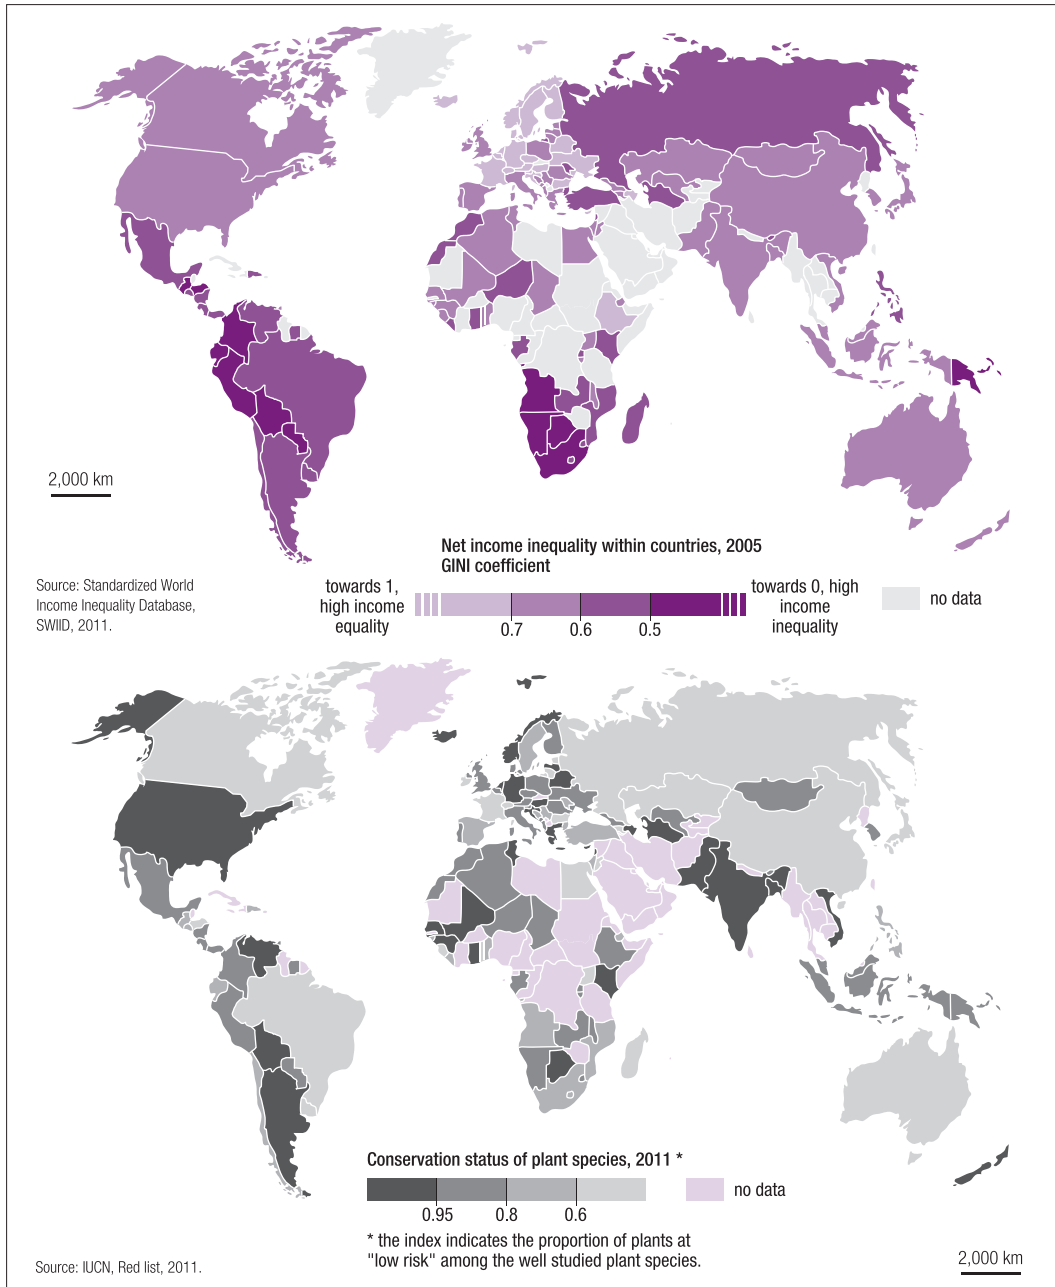 2,000 km
Net income inequality within countries, 2005
GINI coefficient
Source: Standardized World
Income Inequality Database,
SWIID, 2011.
towards 1,
high income
equality
0.7
0.6
0.5
towards 0, high
income
inequality
no data
Conservation status of plant species, 2011 *
0.95
0.8
0.6
no data
* the index indicates the proportion of plants at
"low risk" among the well studied plant species.
Source: IUCN, Red list, 2011.
2,000 km